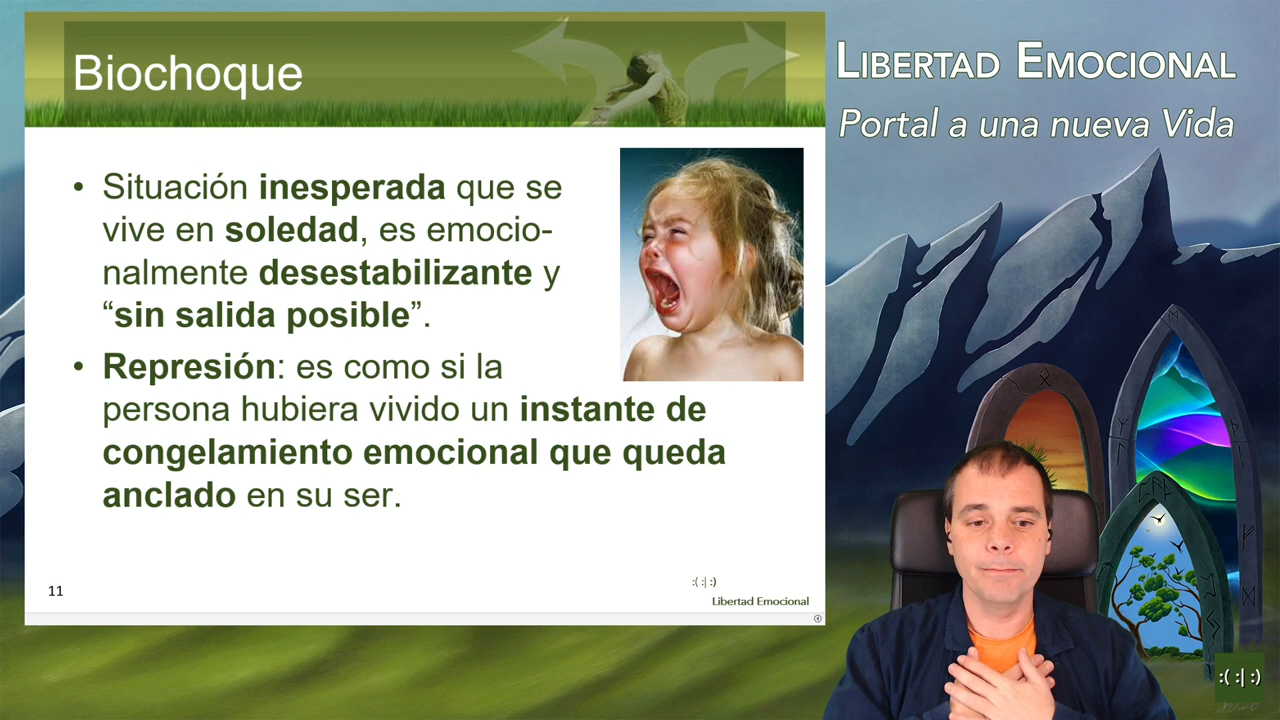 Biochoque
• Situación inesperada que se
vive en soledad, es emocio-
nalmente desestabilizante y
“sin salida posible”.
• Represión: es como si la
persona hubiera vivido un instante de
congelamiento emocional que queda
anclado en su ser.
11
:( :| :)
Libertad Emocional
LIBERTAD EMOCIONAL
Portal a una nueva Vida
:( :| :)